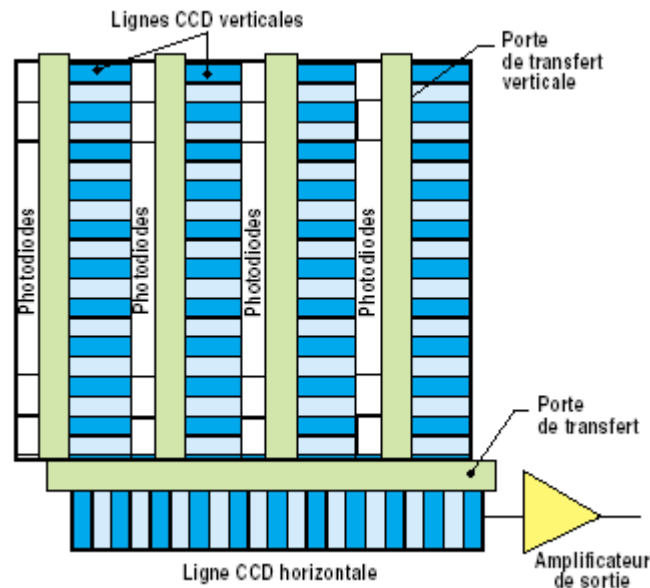 Lignes CCD verticales
Porte
de transfert
verticale
Photodiodes
Photodiodes
Photodiodes
Photodiodes
Porte
de transfert
Ligne CCD horizontale
Amplificateur
de sortie